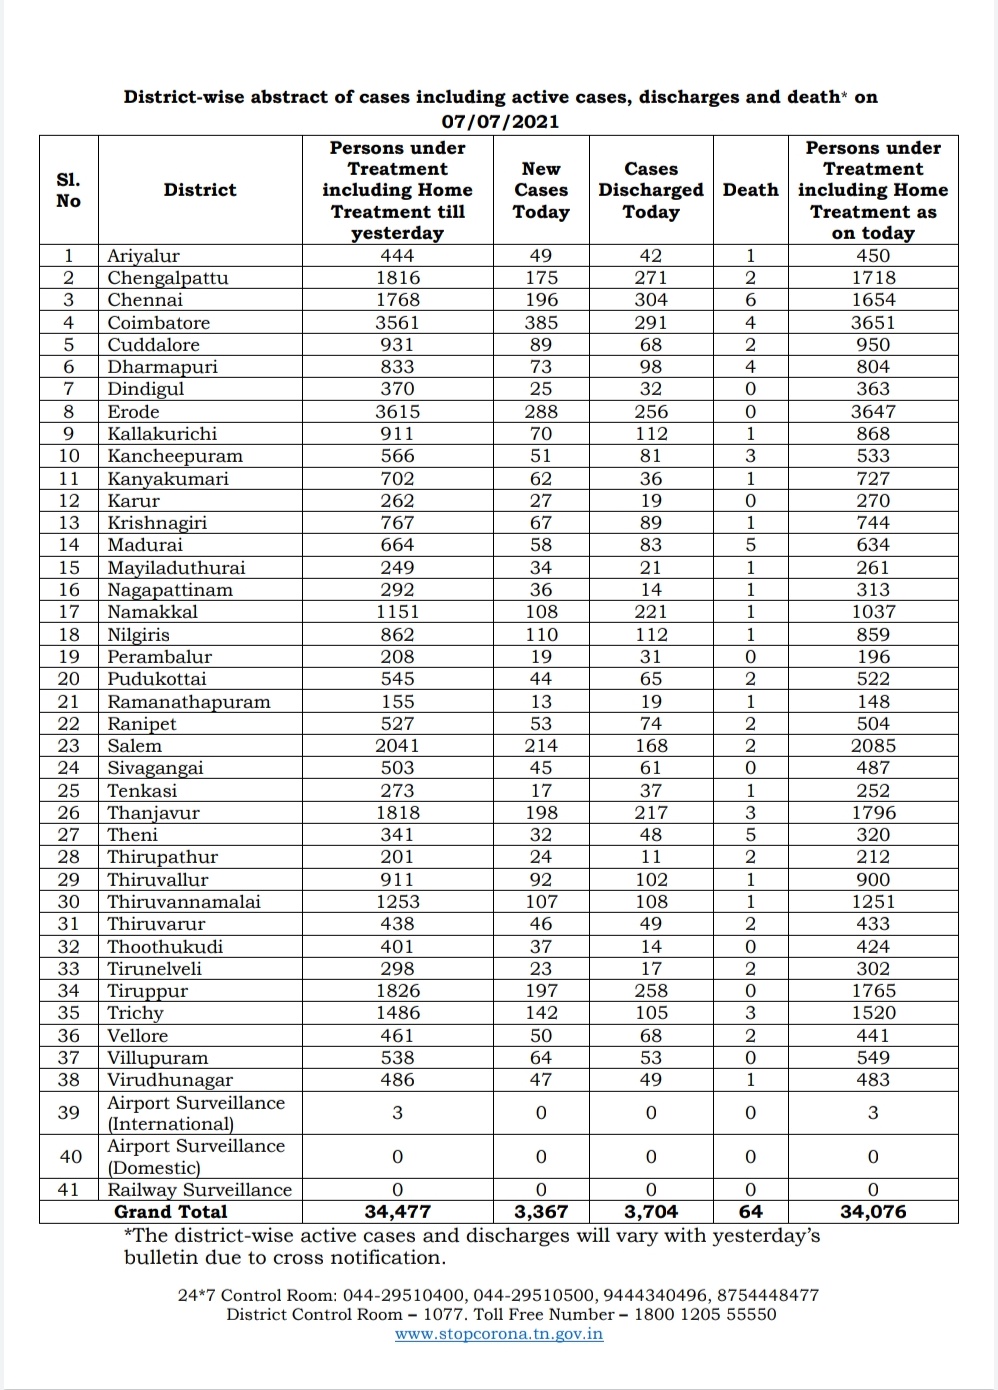 District-wise abstract of cases including active cases, discharges and death* on
07/07/2021
Sl. No District Persons under Treatment including Home Treatment till yesterday New Cases Today Cases Discharged Today Death Persons under Treatment including Home Treatment as on today
1 Ariyalur 444 49 42 1 450
2 Chengalpattu 1816 175 271 2 1718
3 Chennai 1768 196 304 6 1654
4 Coimbatore 3561 385 291 4 3651
5 Cuddalore 931 89 68 2 950
6 Dharmapuri 833 73 98 4 804
7 Dindigul 370 25 32 0 363
8 Erode 3615 288 256 0 3647
9 Kallakurichi 911 70 112 1 868
10 Kancheepuram 566 51 81 3 533
11 Kanyakumari 702 62 36 1 727
12 Karur 262 27 19 0 270
13 Krishnagiri 767 67 89 1 744
14 Madurai 664 58 83 5 634
15 Mayiladuthurai 249 34 21 1 261
16 Nagapattinam 292 36 14 1 313
17 Namakkal 1151 108 221 1 1037
18 Nilgiris 862 110 112 1 859
19 Perambalur 208 19 31 0 196
20 Pudukottai 545 44 65 2 522
21 Ramanathapuram 155 13 19 1 148
22 Ranipet 527 53 74 2 504
23 Salem 2041 214 168 2 2085
24 Sivagangai 503 45 61 0 487
25 Tenkasi 273 17 37 1 252
26 Thanjavur 1818 198 217 3 1796
27 Theni 341 32 48 5 320
28 Thirupathur 201 24 11 2 212
29 Thiruvallur 911 92 102 1 900
30 Thiruvannamalai 1253 107 108 1 1251
31 Thiruvarur 438 46 49 2 433
32 Thoothukudi 401 37 14 0 424
33 Tirunelveli 298 23 17 2 302
34 Tiruppur 1826 197 258 0 1765
35 Trichy 1486 142 105 3 1520
36 Vellore 461 50 68 2 441
37 Villupuram 538 64 53 0 549
38 Virudhunagar 486 47 49 1 483
39 Airport Surveillance (International) 3 0 0 0 3
40 Airport Surveillance (Domestic) 0 0 0 0 0
41 Railway Surveillance 0 0 0 0 0
Grand Total 34,477 3,367 3,704 64 34,076
*The district-wise active cases and discharges will vary with yesterday's
bulletin due to cross notification.
24*7 Control Room: 044-29510400, 044-29510500, 9444340496, 8754448477
District Control Room – 1077. Toll Free Number – 1800 1205 55550
www.stopcorona.tn.gov.in